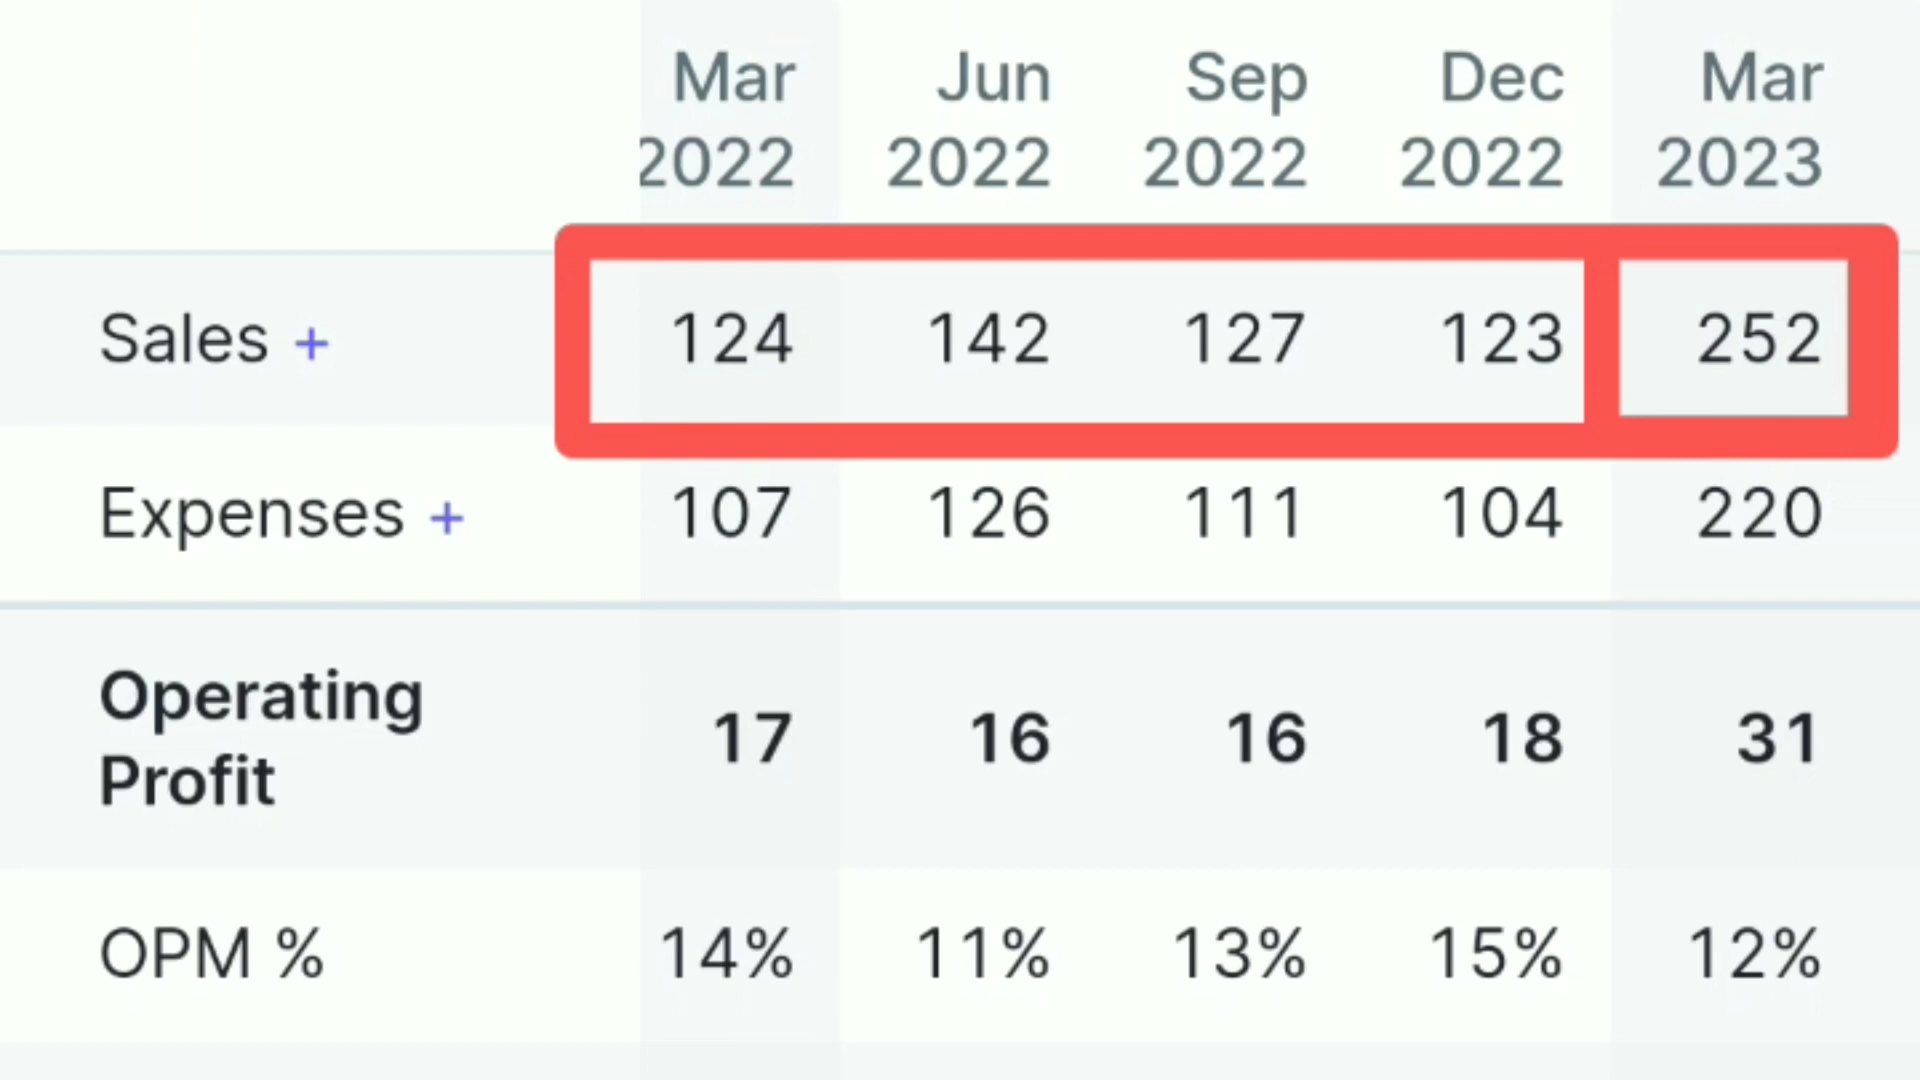 Mar Jun Sep Dec Mar
2022 2022 2022 2022 2023
Sales + 124 142 127 123 252
Expenses + 107 126 111 104 220
Operating
Profit 17 16 16 18 31
OPM % 14% 11% 13% 15% 12%